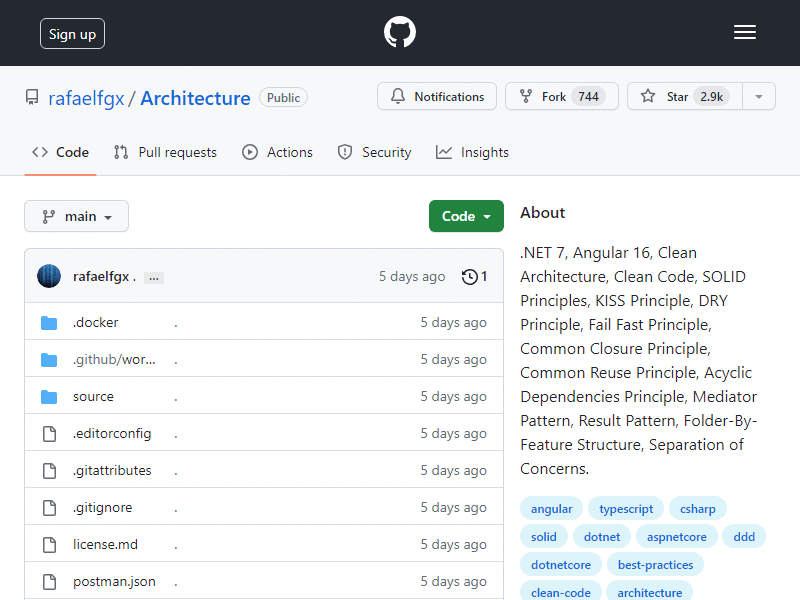 Sign up
rafaelfgx / Architecture Public
Notifications Fork 744 Star 2.9k
Code Pull requests Actions Security Insights
main Code
rafaelfgx . ... 5 days ago 1
.docker . 5 days ago
.github/wor... . 5 days ago
source . 5 days ago
.editorconfig . 5 days ago
.gitattributes . 5 days ago
.gitignore . 5 days ago
license.md . 5 days ago
postman.json . 5 days ago
About
.NET 7, Angular 16, Clean
Architecture, Clean Code, SOLID
Principles, KISS Principle, DRY
Principle, Fail Fast Principle,
Common Closure Principle,
Common Reuse Principle, Acyclic
Dependencies Principle, Mediator
Pattern, Result Pattern, Folder-By-
Feature Structure, Separation of
Concerns.
angular typescript csharp
solid dotnet aspnetcore ddd
dotnetcore best-practices
clean-code architecture